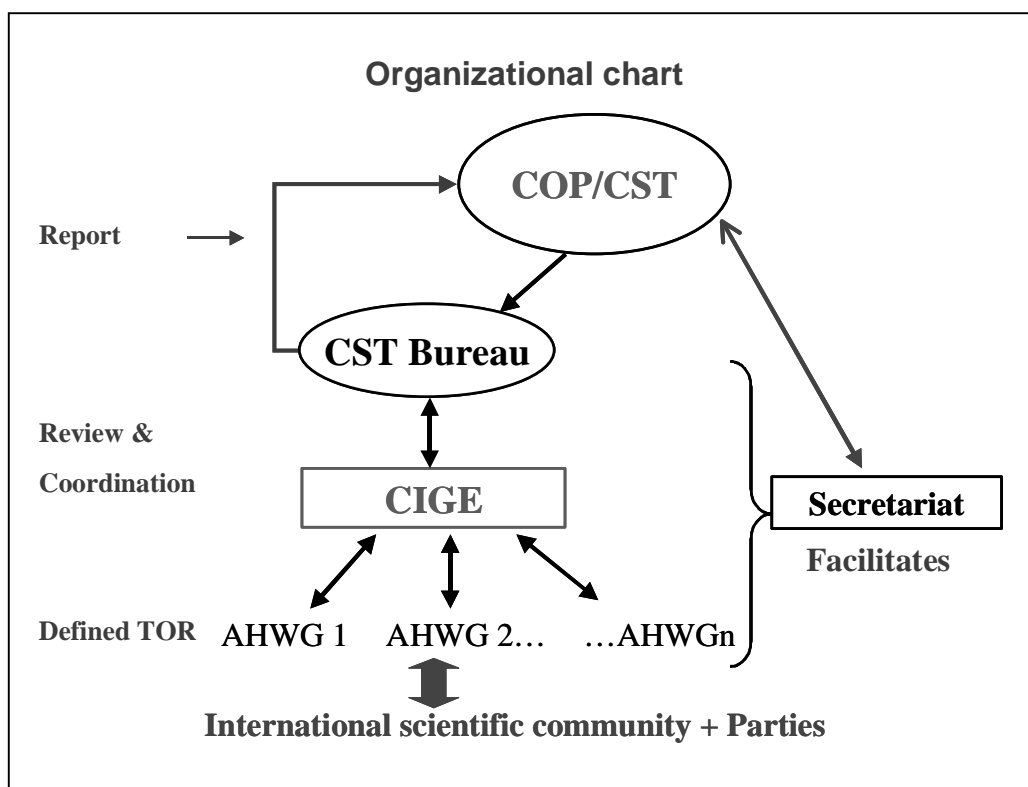 Organizational chart
COP/CST
Report
CST Bureau
Review &
Coordination
CIGE
Secretariat
Facilitates
Defined TOR
AHWG 1
AHWG 2…
…AHWGn
International scientific community + Parties